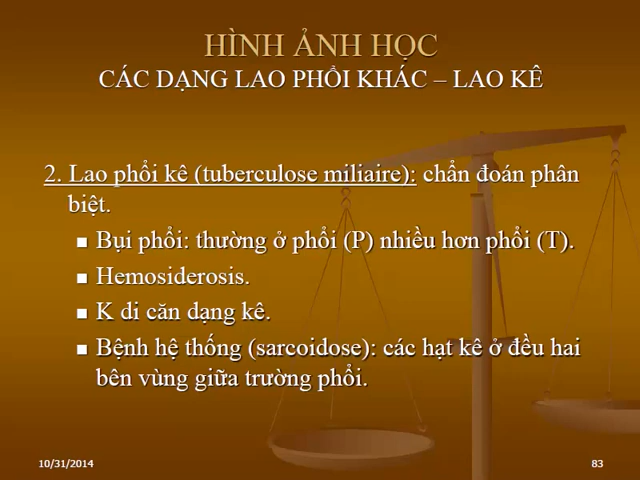 HÌNH ẢNH HỌC
CÁC DẠNG LAO PHỔI KHÁC – LAO KÊ
2. Lao phổi kê (tuberculose miliaire): chẩn đoán phân
biệt.
■ Bụi phổi: thường ở phổi (P) nhiều hơn phổi (T).
■ Hemosiderosis.
■ K di căn dạng kê.
■ Bệnh hệ thống (sarcoidose): các hạt kê ở đều hai
bên vùng giữa trường phổi.
10/31/2014
83